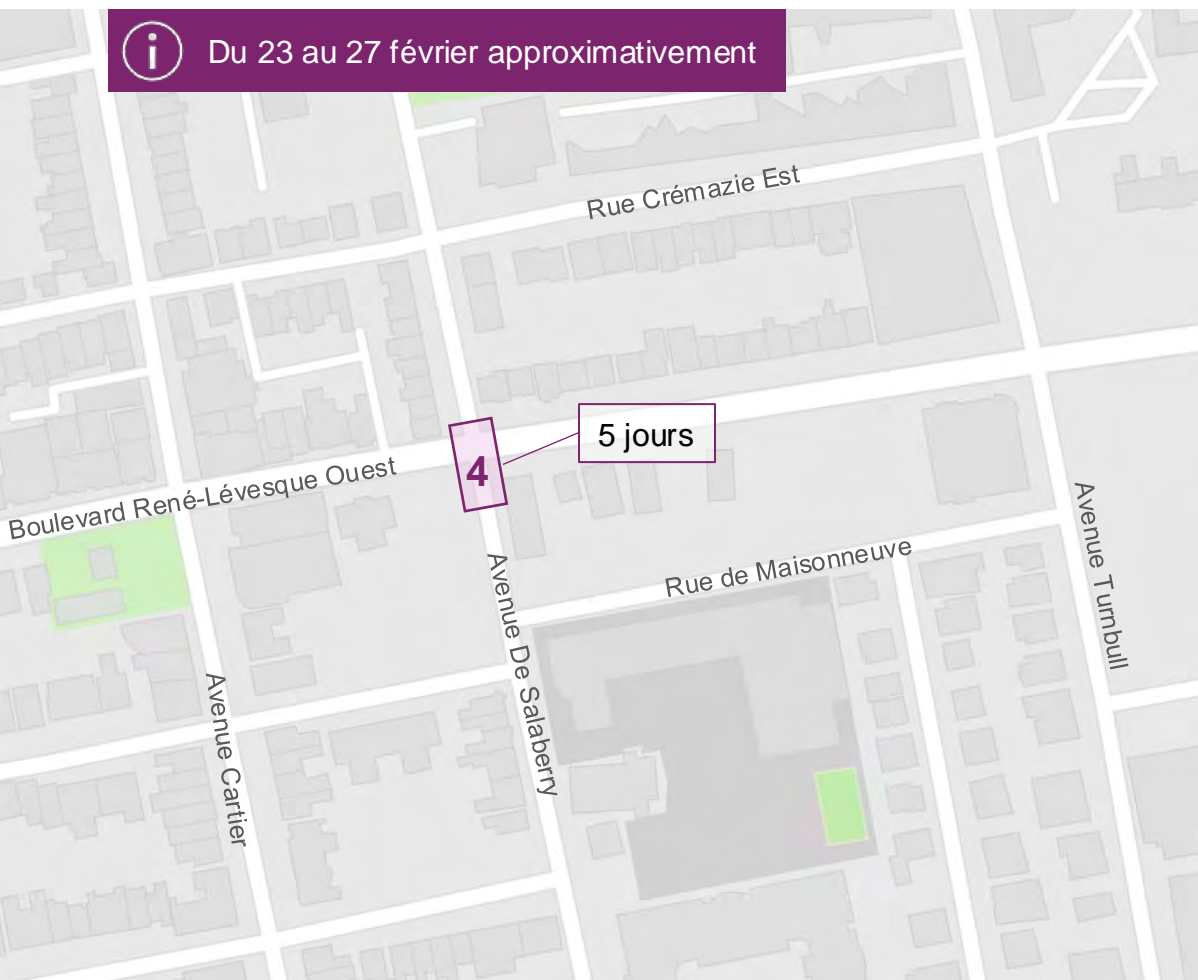 Du 23 au 27 février approximativement
Rue Crémazie Est
5 jours
4
Boulevard René-Lévesque Ouest
Rue de Maisonneuve
Avenue Turnbull
Avenue De Salaberry
Avenue Cartier